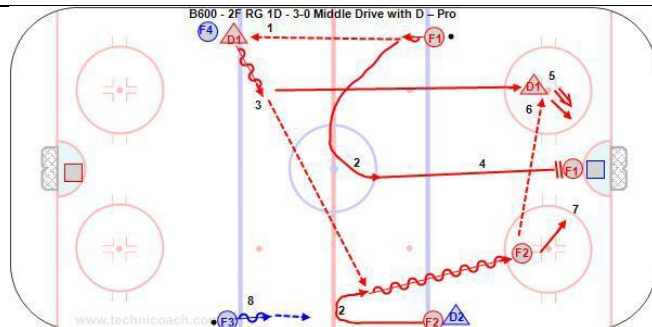 B600 - 2F RG 1D - 3-0 Middle Drive with D – Pro
F4
D1
1
F1
3
D1
5
6
2
4
F1
7
F2
8
F3
2
F2
D2
www.technicoach.com